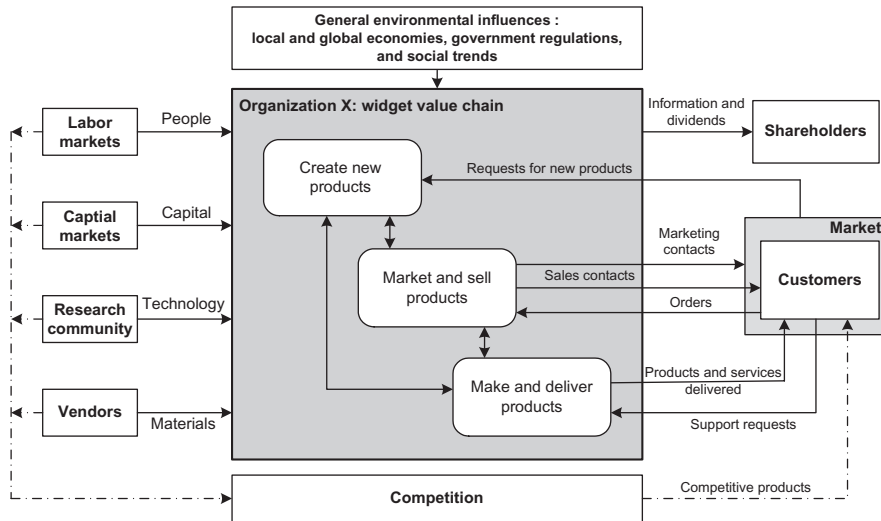 General environmental influences :
local and global economies, government regulations,
and social trends
Organization X: widget value chain
Labor
markets
People
Captial
markets
Capital
Research
community
Technology
Vendors
Materials
Create new
products
Market and sell
products
Make and deliver
products
Information and
dividends
Shareholders
Requests for new products
Market
Marketing
contacts
Sales contacts
Customers
Orders
Products and services
delivered
Support requests
Competition
Competitive products